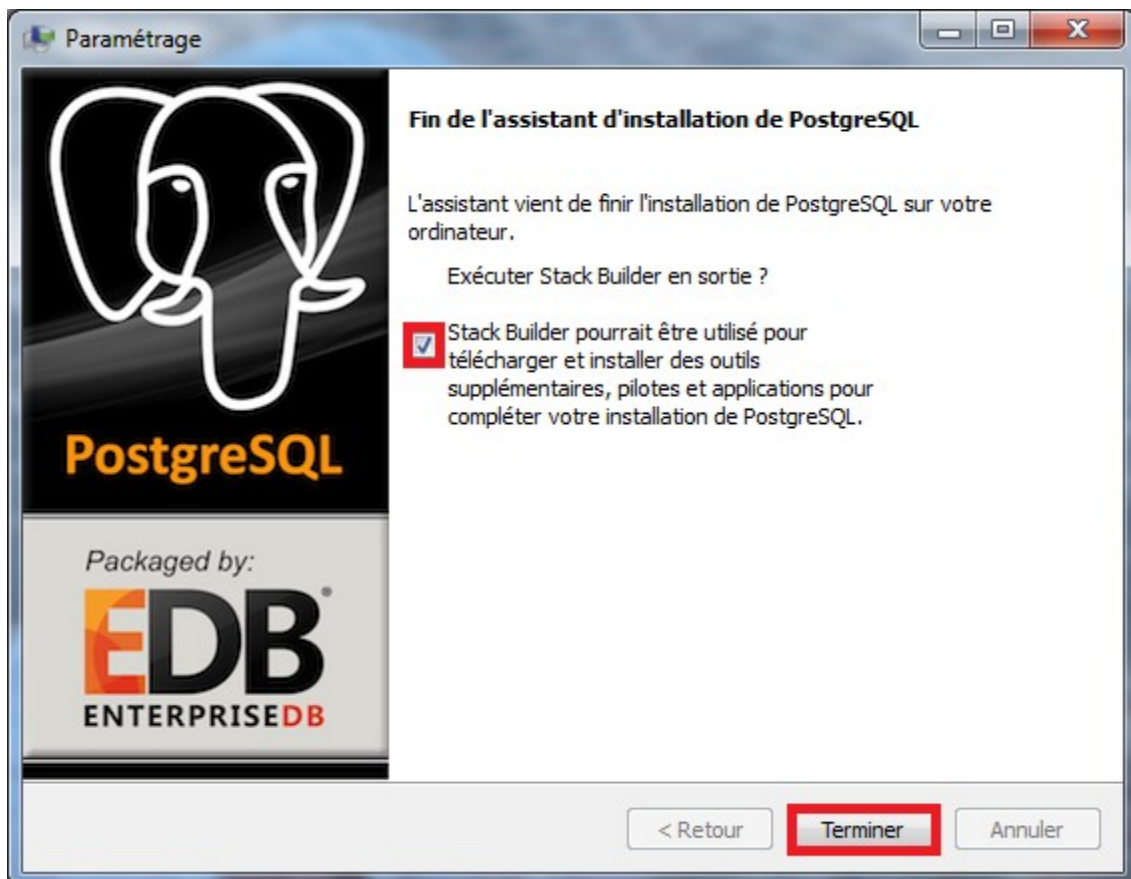 Paramétrage
Fin de l'assistant d'installation de PostgreSQL
L'assistant vient de finir l'installation de PostgreSQL sur votre
ordinateur.
Exécuter Stack Builder en sortie ?
Stack Builder pourrait être utilisé pour
télécharger et installer des outils
supplémentaires, pilotes et applications pour
compléter votre installation de PostgreSQL.
PostgreSQL
Packaged by:
EDB®
ENTERPRISEDB
< Retour
Terminer
Annuler